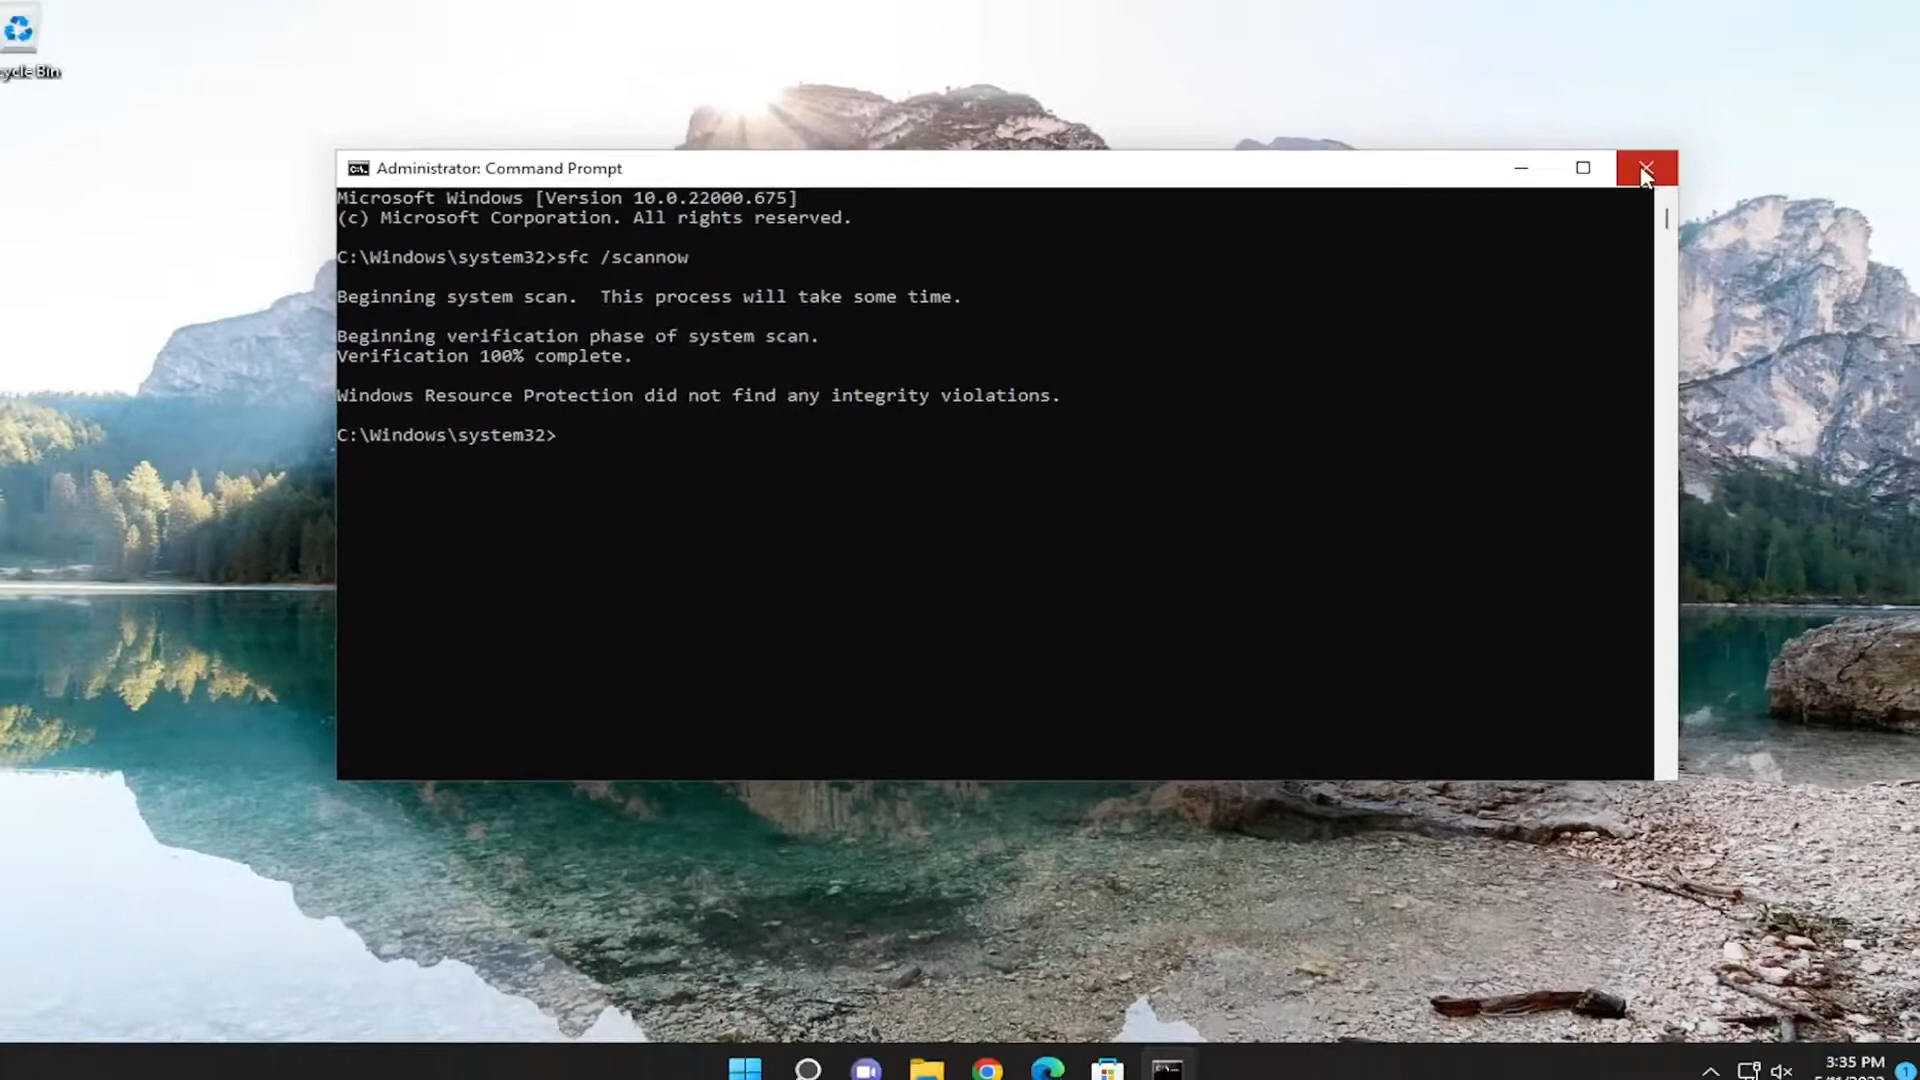 cycle Bin
Administrator: Command Prompt
Microsoft Windows [Version 10.0.22000.675]
(c) Microsoft Corporation. All rights reserved.
C:\Windows\system32>sfc /scannow
Beginning system scan.  This process will take some time.
Beginning verification phase of system scan.
Verification 100% complete.
Windows Resource Protection did not find any integrity violations.
C:\Windows\system32>
3:35 PM
1